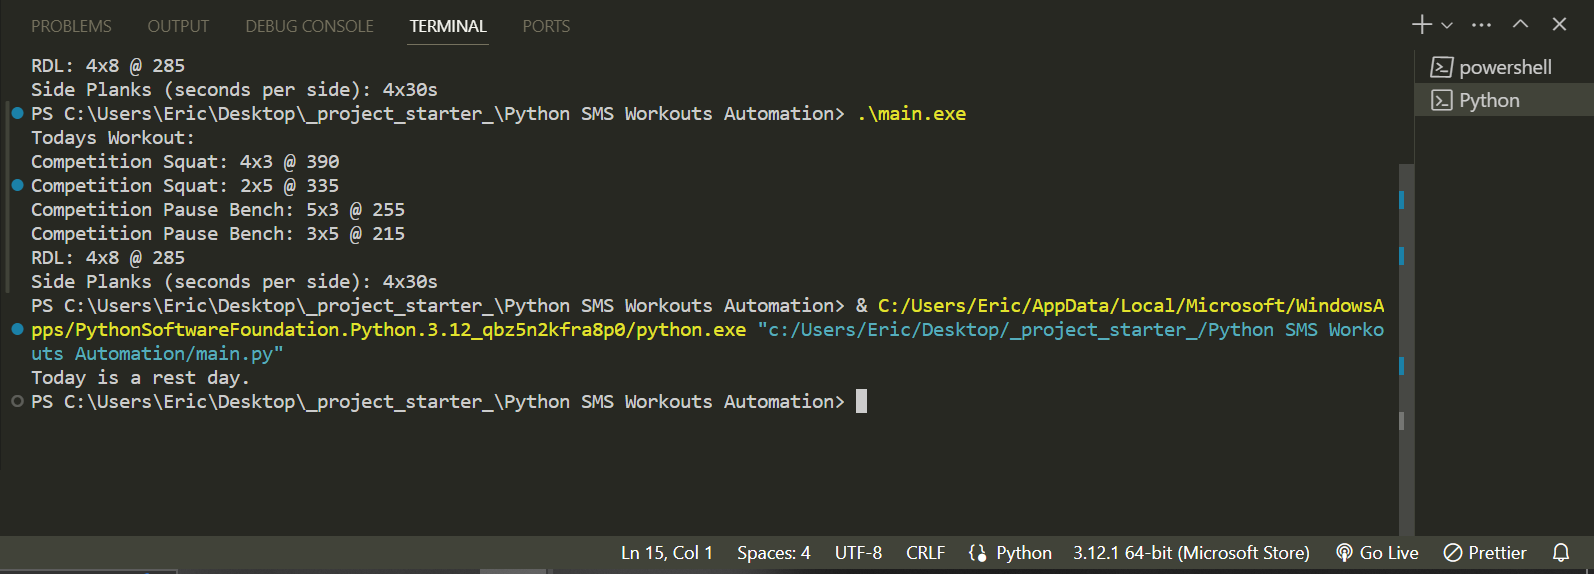 PROBLEMS OUTPUT DEBUG CONSOLE TERMINAL PORTS
RDL: 4x8 @ 285
Side Planks (seconds per side): 4x30s
PS C:\Users\Eric\Desktop\_project_starter_\Python SMS Workouts Automation> .\main.exe
Todays Workout:
Competition Squat: 4x3 @ 390
Competition Squat: 2x5 @ 335
Competition Pause Bench: 5x3 @ 255
Competition Pause Bench: 3x5 @ 215
RDL: 4x8 @ 285
Side Planks (seconds per side): 4x30s
PS C:\Users\Eric\Desktop\_project_starter_\Python SMS Workouts Automation> & C:/Users/Eric/AppData/Local/Microsoft/WindowsA
pps/PythonSoftwareFoundation.Python.3.12_qbz5n2kfra8p0/python.exe "c:/Users/Eric/Desktop/_project_starter_/Python SMS Worko
uts Automation/main.py"
Today is a rest day.
PS C:\Users\Eric\Desktop\_project_starter_\Python SMS Workouts Automation>
powershell
Python
Ln 15, Col 1 Spaces: 4 UTF-8 CRLF Python 3.12.1 64-bit (Microsoft Store) Go Live Prettier